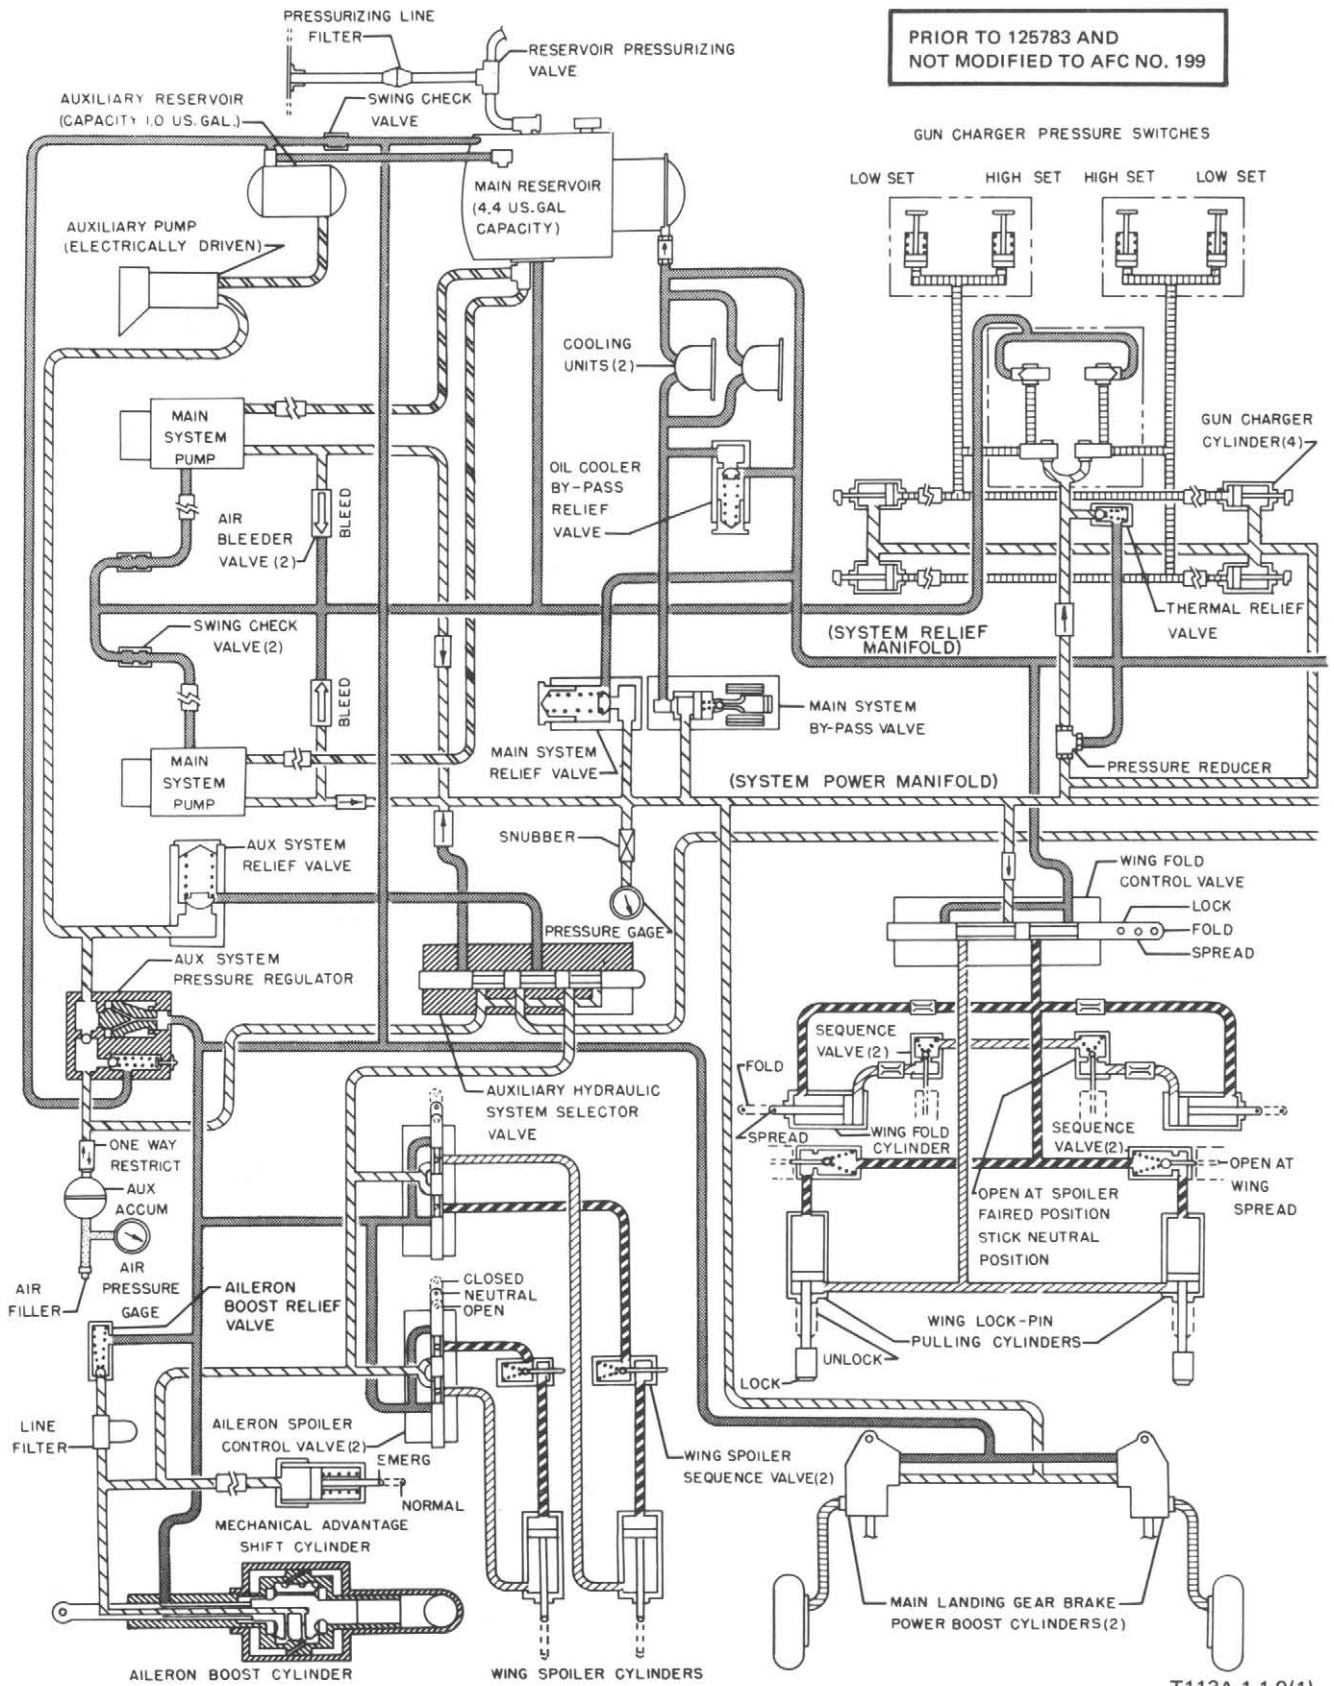 PRESSURIZING LINE
FILTER
RESERVOIR PRESSURIZING
VALVE
PRIOR TO 125783 AND
NOT MODIFIED TO AFC NO. 199
AUXILIARY RESERVOIR
(CAPACITY 1.0 US. GAL.)
SWING CHECK
VALVE
GUN CHARGER PRESSURE SWITCHES
LOW SET
HIGH SET
HIGH SET
LOW SET
MAIN RESERVOIR
(4.4 US.GAL
CAPACITY)
AUXILIARY PUMP
(ELECTRICALLY DRIVEN)
COOLING
UNITS (2)
MAIN
SYSTEM
PUMP
GUN CHARGER
CYLINDER(4)
OIL COOLER
BY-PASS
RELIEF
VALVE
AIR
BLEEDER
VALVE (2)
BLEED
SWING CHECK
VALVE(2)
THERMAL RELIEF
VALVE
(SYSTEM RELIEF
MANIFOLD)
BLEED
MAIN SYSTEM
BY-PASS VALVE
MAIN
SYSTEM
PUMP
MAIN SYSTEM
RELIEF VALVE
PRESSURE REDUCER
(SYSTEM POWER MANIFOLD)
SNUBBER
AUX SYSTEM
RELIEF VALVE
WING FOLD
CONTROL VALVE
LOCK
FOLD
SPREAD
PRESSURE GAGE
AUX SYSTEM
PRESSURE REGULATOR
SEQUENCE
VALVE(2)
FOLD
SPREAD
WING FOLD
CYLINDER
SEQUENCE
VALVE(2)
AUXILIARY HYDRAULIC
SYSTEM SELECTOR
VALVE
ONE WAY
RESTRICT
AUX
ACCUM
OPEN AT
WING
SPREAD
OPEN AT SPOILER
FAIRED POSITION
STICK NEUTRAL
POSITION
AIR
PRESSURE
GAGE
AIR
FILLER
AILERON
BOOST RELIEF
VALVE
CLOSED
NEUTRAL
OPEN
WING LOCK-PIN
PULLING CYLINDERS
UNLOCK
LOCK
LINE
FILTER
AILERON SPOILER
CONTROL VALVE(2)
EMERG
NORMAL
WING SPOILER
SEQUENCE VALVE(2)
MECHANICAL ADVANTAGE
SHIFT CYLINDER
MAIN LANDING GEAR BRAKE
POWER BOOST CYLINDERS(2)
AILERON BOOST CYLINDER
WING SPOILER CYLINDERS